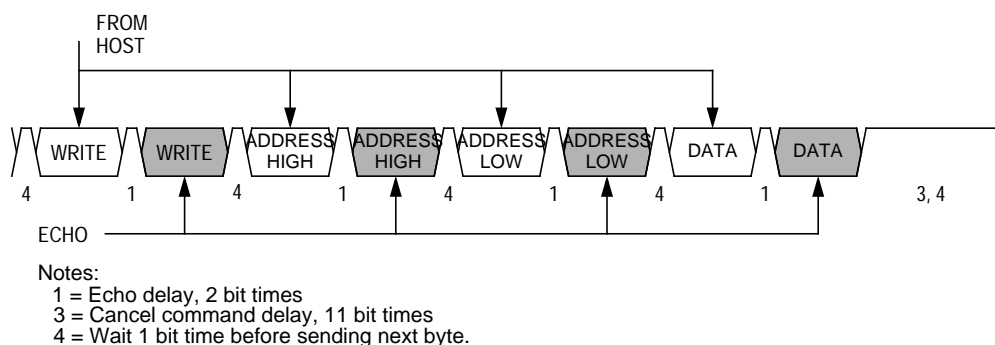 FROM
HOST
WRITE WRITE ADDRESS HIGH ADDRESS HIGH ADDRESS LOW ADDRESS LOW DATA DATA
4 1 4 1 4 1 4 1 3, 4
ECHO
Notes:
1 = Echo delay, 2 bit times
3 = Cancel command delay, 11 bit times
4 = Wait 1 bit time before sending next byte.